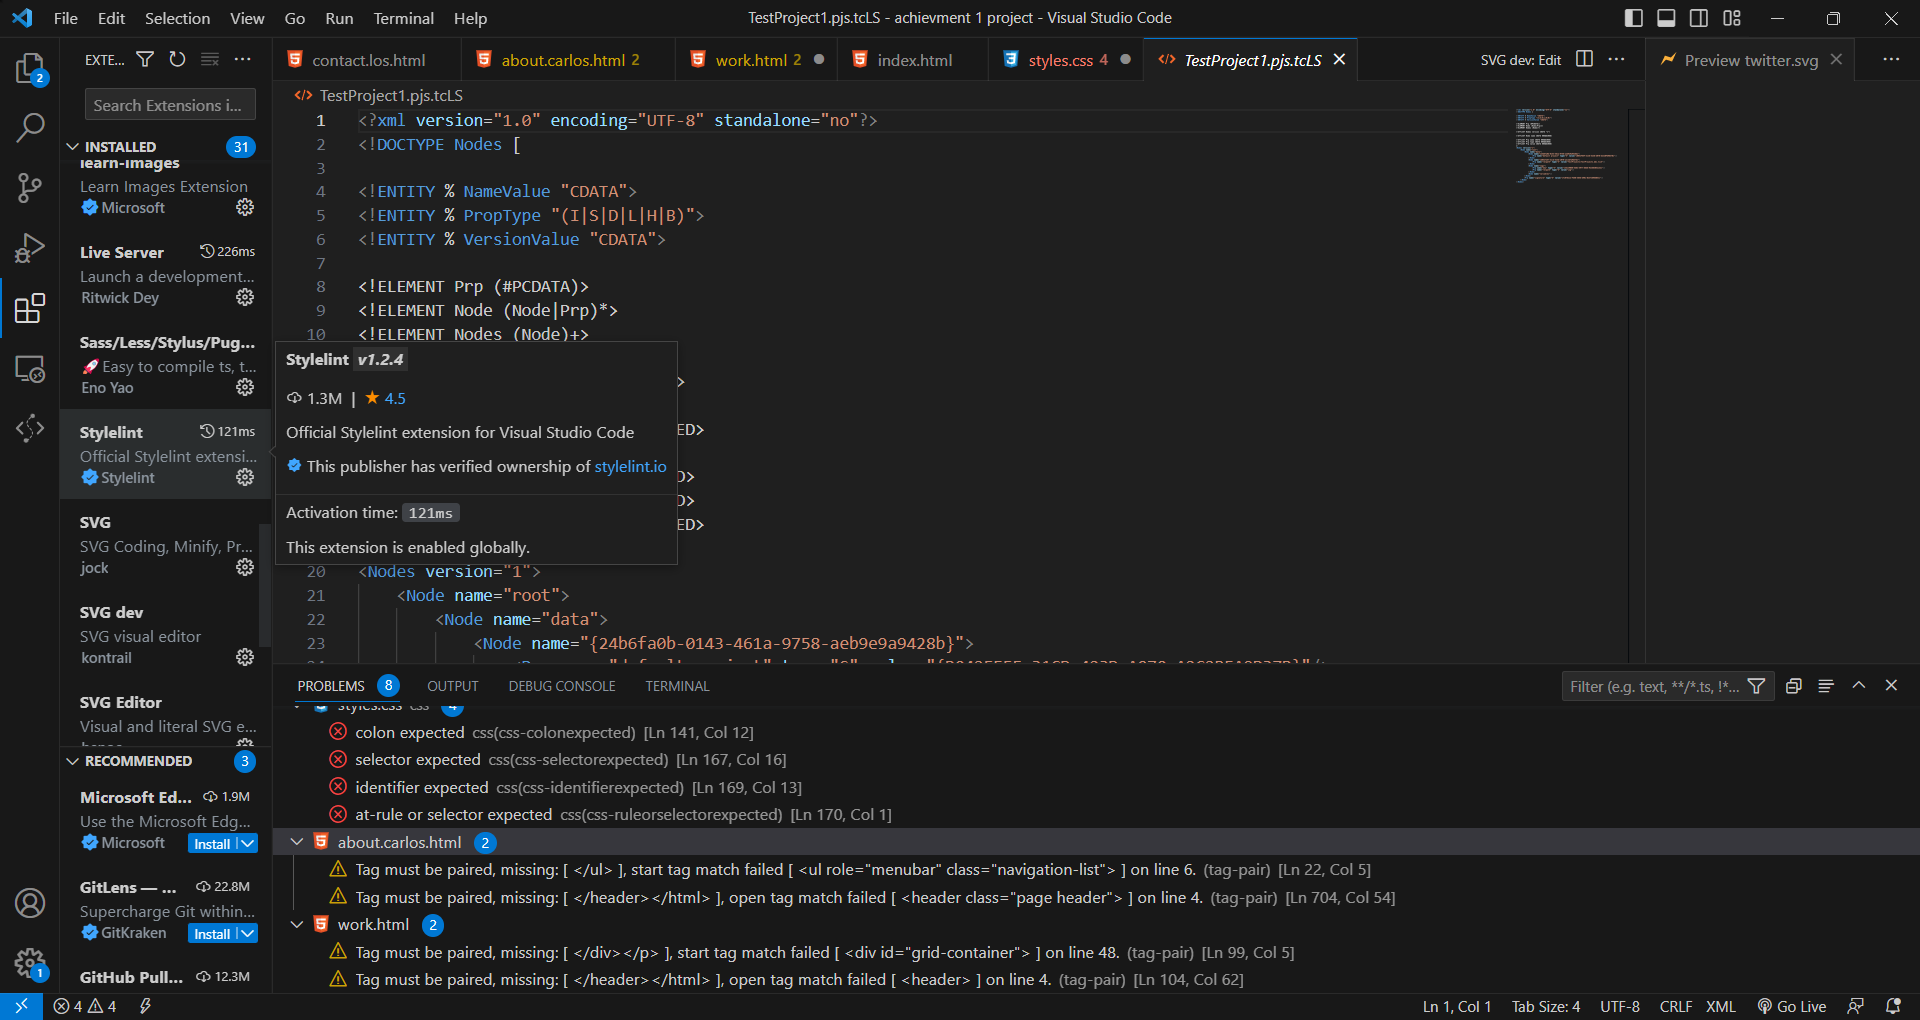 File Edit Selection View Go Run Terminal Help
TestProject1.pjs.tcLS - achievment 1 project - Visual Studio Code
EXTE...
contact.los.html
about.carlos.html 2
work.html 2
index.html
styles.css 4
TestProject1.pjs.tcLS
SVG dev: Edit
Preview twitter.svg
2
Search Extensions i...
TestProject1.pjs.tcLS
1 <?xml version="1.0" encoding="UTF-8" standalone="no"?>
2 <!DOCTYPE Nodes [
3
4 <!ENTITY % NameValue "CDATA">
5 <!ENTITY % PropType "(I|S|D|L|H|B)">
6 <!ENTITY % VersionValue "CDATA">
7
8 <!ELEMENT Prp (#PCDATA)>
9 <!ELEMENT Node (Node|Prp)*>
10 <!ELEMENT Nodes (Node)+>
>
ED>
D>
D>
ED>
20 <Nodes version="1">
21 <Node name="root">
22 <Node name="data">
23 <Node name="{24b6fa0b-0143-461a-9758-aeb9e9a9428b}">
INSTALLED 31
learn-images
Learn Images Extension
Microsoft
Live Server 226ms
Launch a development...
Ritwick Dey
Sass/Less/Stylus/Pug...
🚀Easy to compile ts, t...
Eno Yao
Stylelint 121ms
Official Stylelint extensi...
Stylelint
SVG
SVG Coding, Minify, Pr...
jock
SVG dev
SVG visual editor
kontrail
SVG Editor
Visual and literal SVG e...
Stylelint v1.2.4
1.3M | ★ 4.5
Official Stylelint extension for Visual Studio Code
This publisher has verified ownership of stylelint.io
Activation time: 121ms
This extension is enabled globally.
RECOMMENDED 3
Microsoft Ed... 1.9M
Use the Microsoft Edg...
Microsoft Install
GitLens — ... 22.8M
Supercharge Git within...
GitKraken Install
GitHub Pull... 12.3M
PROBLEMS 8 OUTPUT DEBUG CONSOLE TERMINAL
Filter (e.g. text, **/*.ts, !*...
styles.css css 4
colon expected css(css-colonexpected) [Ln 141, Col 12]
selector expected css(css-selectorexpected) [Ln 167, Col 16]
identifier expected css(css-identifierexpected) [Ln 169, Col 13]
at-rule or selector expected css(css-ruleorselectorexpected) [Ln 170, Col 1]
about.carlos.html 2
Tag must be paired, missing: [ </ul> ], start tag match failed [ <ul role="menubar" class="navigation-list"> ] on line 6. (tag-pair) [Ln 22, Col 5]
Tag must be paired, missing: [ </header></html> ], open tag match failed [ <header class="page header"> ] on line 4. (tag-pair) [Ln 704, Col 54]
work.html 2
Tag must be paired, missing: [ </div></p> ], start tag match failed [ <div id="grid-container"> ] on line 48. (tag-pair) [Ln 99, Col 5]
Tag must be paired, missing: [ </header></html> ], open tag match failed [ <header> ] on line 4. (tag-pair) [Ln 104, Col 62]
1
4 4
Ln 1, Col 1 Tab Size: 4 UTF-8 CRLF XML Go Live